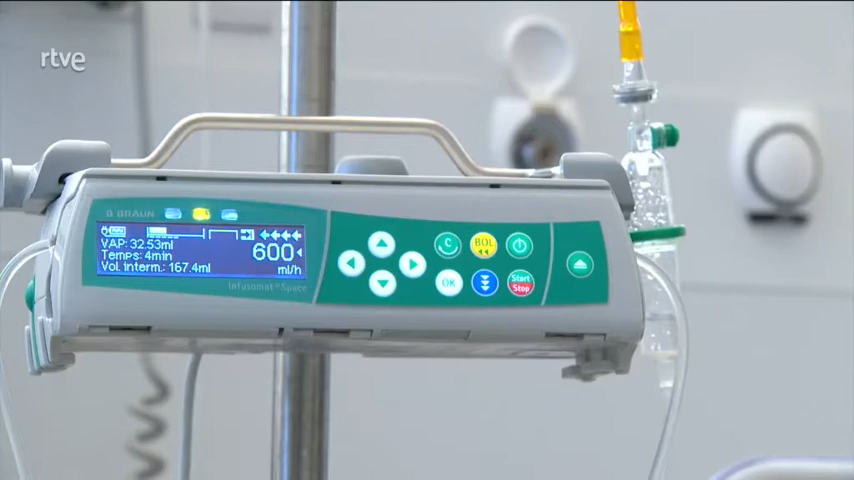 rtve
B BRAUN
VAP: 32.53ml
Temps: 4min
Vol. interm.: 167.4ml
600
ml/h
Infusomat® Space
C
BOL
OK
Start
Stop